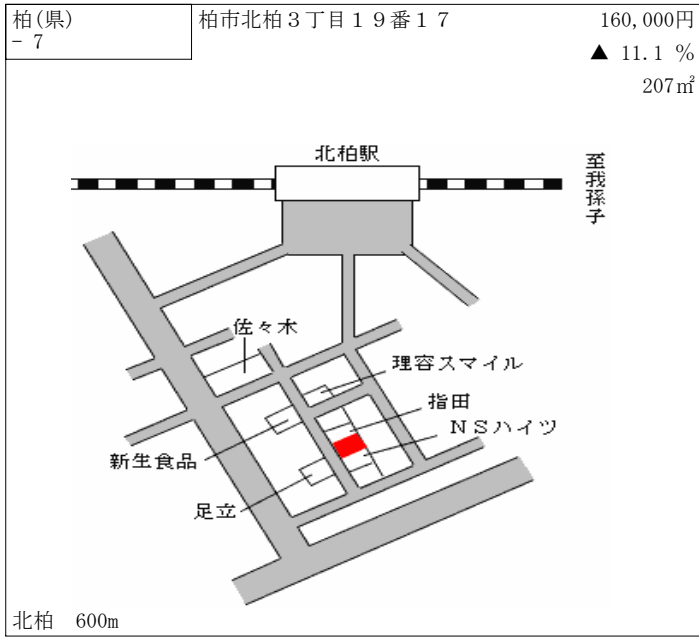 柏(県)
- 7
柏市北柏３丁目１９番１７
160,000円
▲ 11.1 %
207㎡
北柏駅
至我孫子
佐々木
理容スマイル
指田
ＮＳハイツ
新生食品
足立
北柏 600m